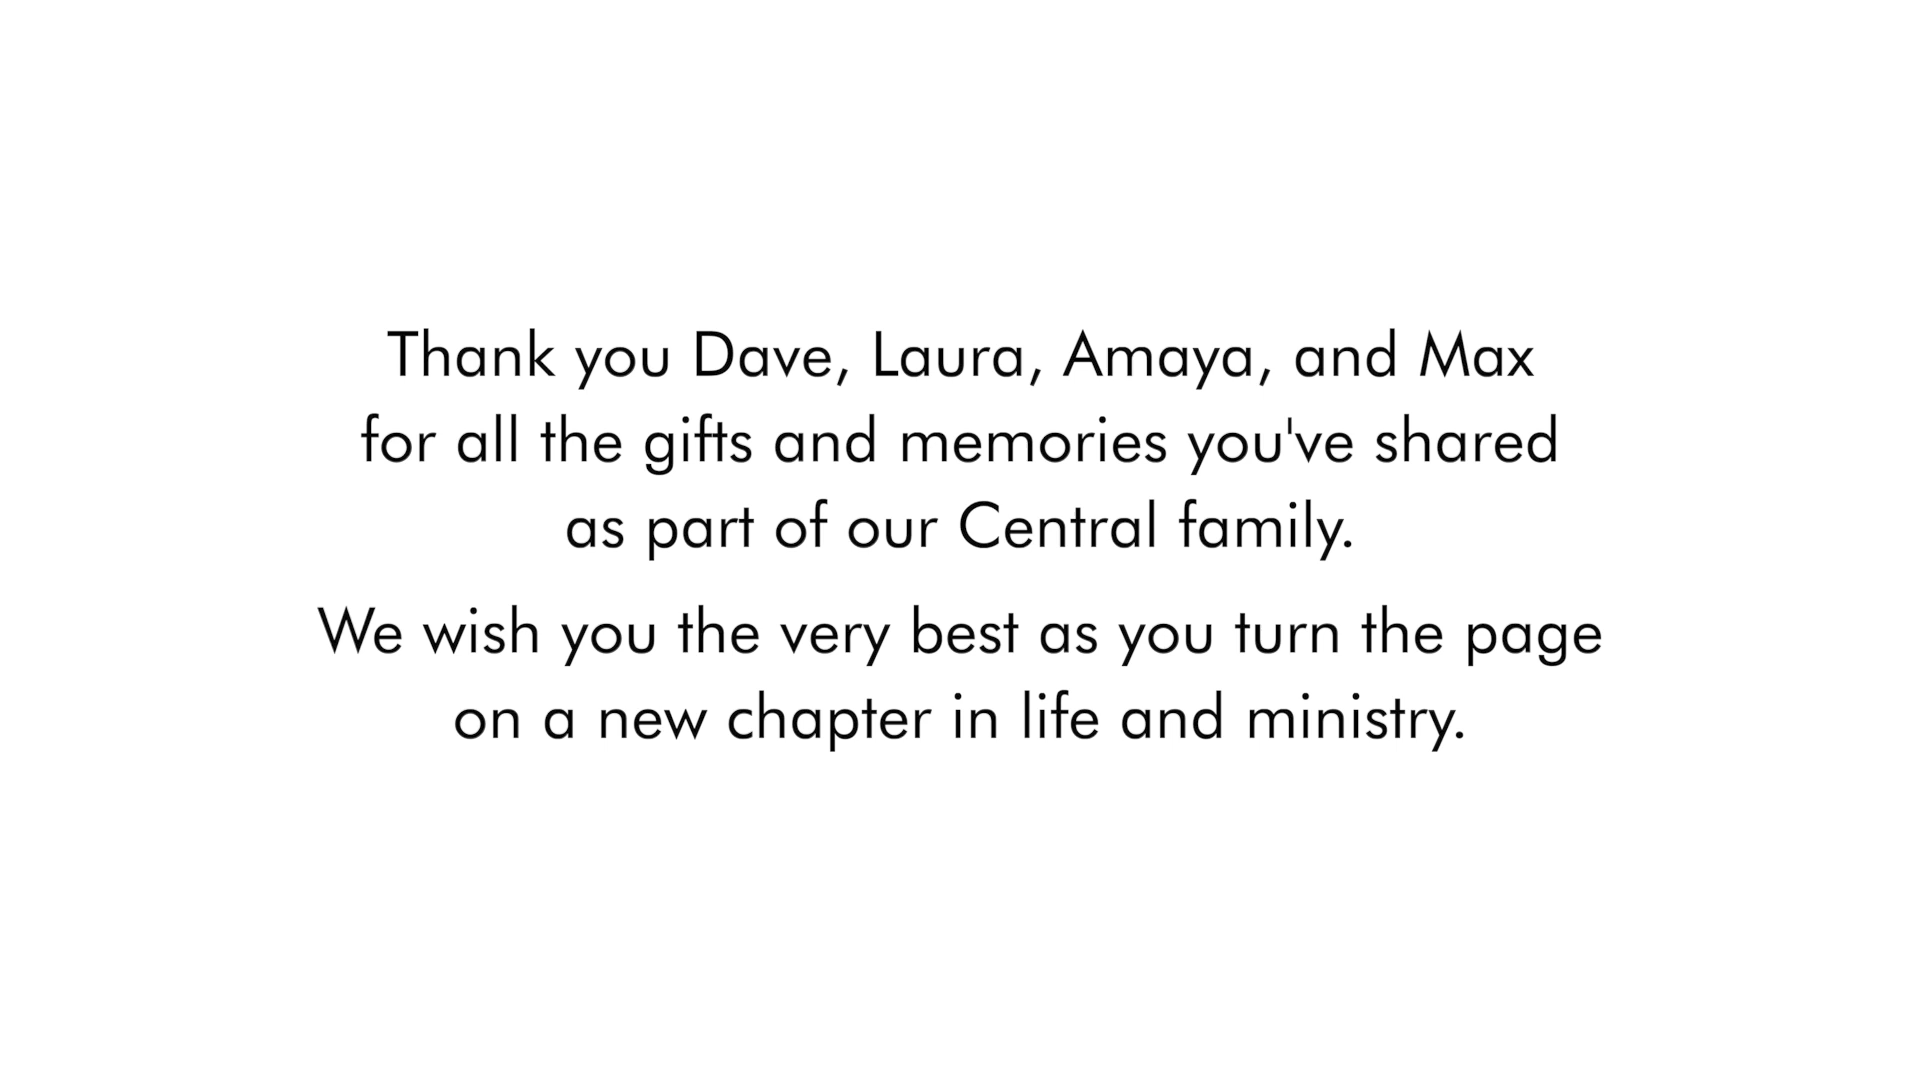 Thank you Dave, Laura, Amaya, and Max
for all the gifts and memories you've shared
as part of our Central family.
We wish you the very best as you turn the page
on a new chapter in life and ministry.